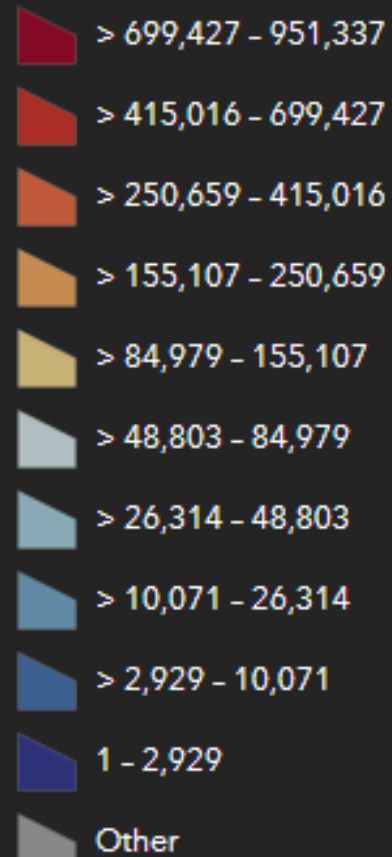 > 699,427 – 951,337
> 415,016 – 699,427
> 250,659 – 415,016
> 155,107 – 250,659
> 84,979 – 155,107
> 48,803 – 84,979
> 26,314 – 48,803
> 10,071 – 26,314
> 2,929 – 10,071
1 – 2,929
Other